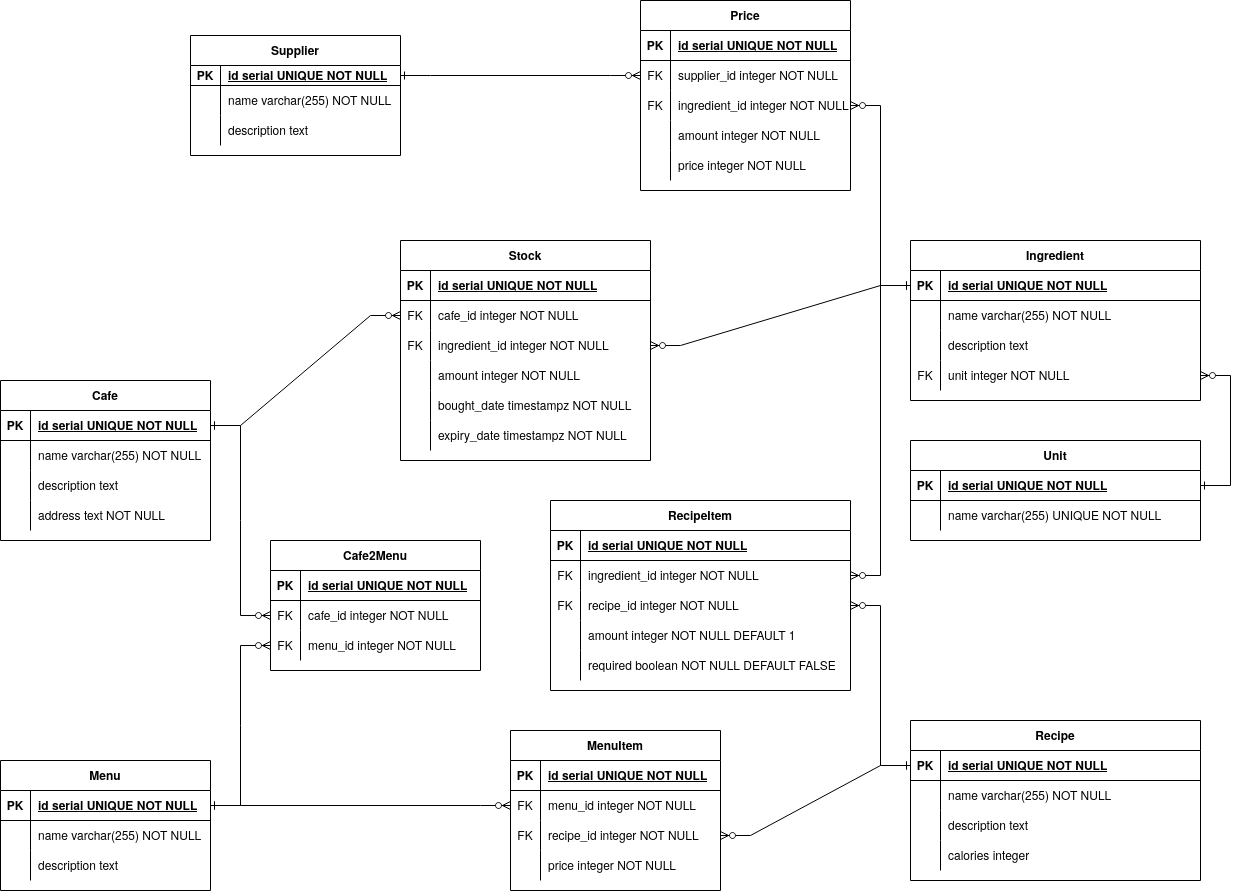 Price
PK id serial UNIQUE NOT NULL
FK supplier_id integer NOT NULL
FK ingredient_id integer NOT NULL
amount integer NOT NULL
price integer NOT NULL
Supplier
PK id serial UNIQUE NOT NULL
name varchar(255) NOT NULL
description text
Stock
PK id serial UNIQUE NOT NULL
FK cafe_id integer NOT NULL
FK ingredient_id integer NOT NULL
amount integer NOT NULL
bought_date timestampz NOT NULL
expiry_date timestampz NOT NULL
Ingredient
PK id serial UNIQUE NOT NULL
name varchar(255) NOT NULL
description text
FK unit integer NOT NULL
Cafe
PK id serial UNIQUE NOT NULL
name varchar(255) NOT NULL
description text
address text NOT NULL
Unit
PK id serial UNIQUE NOT NULL
name varchar(255) UNIQUE NOT NULL
RecipeItem
PK id serial UNIQUE NOT NULL
FK ingredient_id integer NOT NULL
FK recipe_id integer NOT NULL
amount integer NOT NULL DEFAULT 1
required boolean NOT NULL DEFAULT FALSE
Cafe2Menu
PK id serial UNIQUE NOT NULL
FK cafe_id integer NOT NULL
FK menu_id integer NOT NULL
Menu
PK id serial UNIQUE NOT NULL
name varchar(255) NOT NULL
description text
MenuItem
PK id serial UNIQUE NOT NULL
FK menu_id integer NOT NULL
FK recipe_id integer NOT NULL
price integer NOT NULL
Recipe
PK id serial UNIQUE NOT NULL
name varchar(255) NOT NULL
description text
calories integer